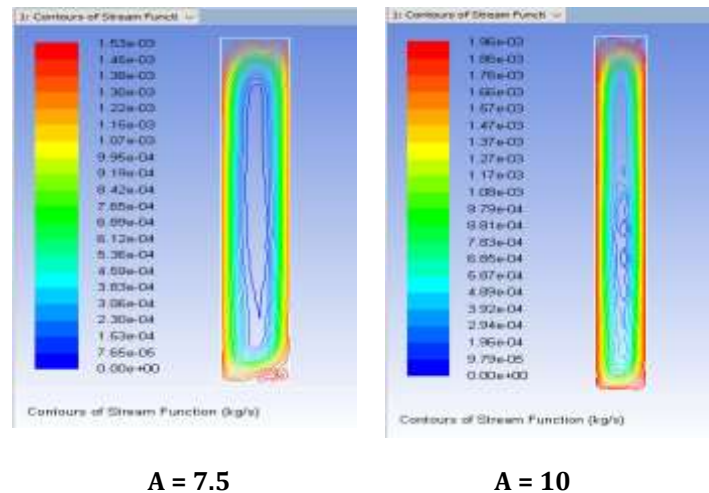 1: Contours of Stream Functi
1.53e-03
1.45e-03
1.38e-03
1.30e-03
1.22e-03
1.15e-03
1.07e-03
9.95e-04
9.19e-04
8.42e-04
7.65e-04
6.89e-04
6.12e-04
5.36e-04
4.59e-04
3.83e-04
3.06e-04
2.30e-04
1.53e-04
7.65e-05
0.00e+00
Contours of Stream Function (kg/s)
A = 7.5
1: Contours of Stream Functi
1.96e-03
1.86e-03
1.76e-03
1.66e-03
1.57e-03
1.47e-03
1.37e-03
1.27e-03
1.17e-03
1.08e-03
9.79e-04
8.81e-04
7.83e-04
6.85e-04
5.87e-04
4.89e-04
3.92e-04
2.94e-04
1.96e-04
9.79e-05
0.00e+00
Contours of Stream Function (kg/s)
A = 10